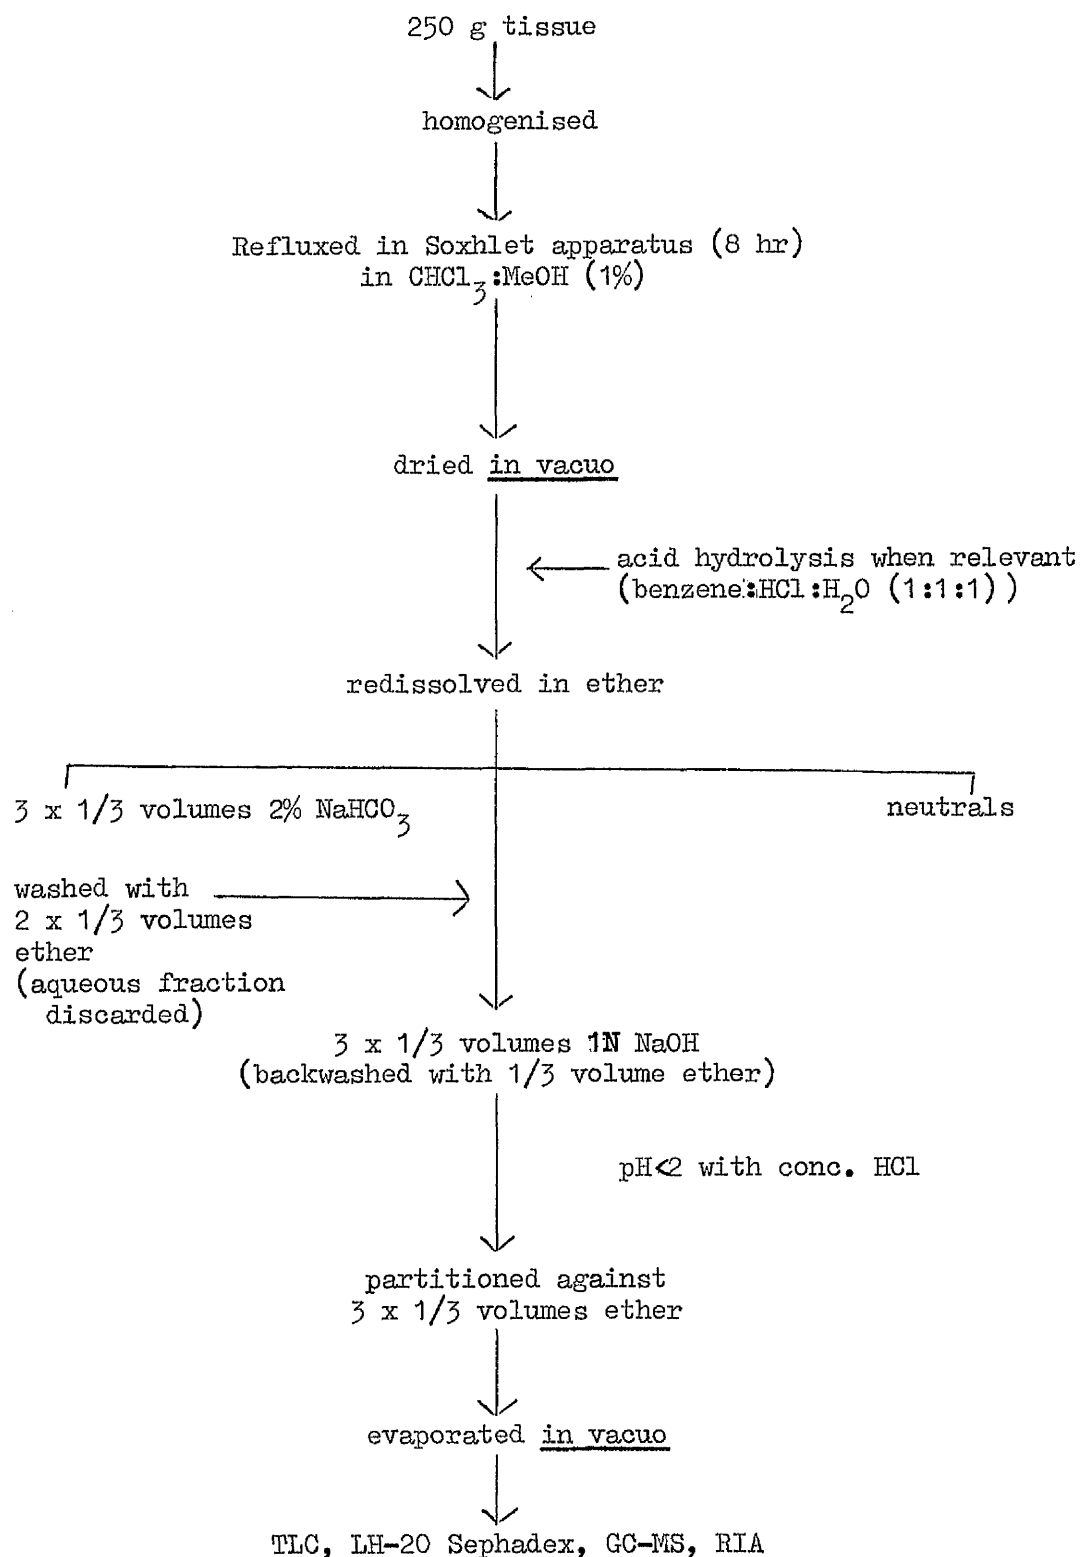 250 g tissue
homogenised
Refluxed in Soxhlet apparatus (8 hr)
in CHCl₃:MeOH (1%)
dried in vacuo
acid hydrolysis when relevant
(benzene:HCl:H₂O (1:1:1))
redissolved in ether
3 x 1/3 volumes 2% NaHCO₃
neutrals
washed with
2 x 1/3 volumes
ether
(aqueous fraction
discarded)
3 x 1/3 volumes 1N NaOH
(backwashed with 1/3 volume ether)
pH<2 with conc. HCl
partitioned against
3 x 1/3 volumes ether
evaporated in vacuo
TLC, LH-20 Sephadex, GC-MS, RIA